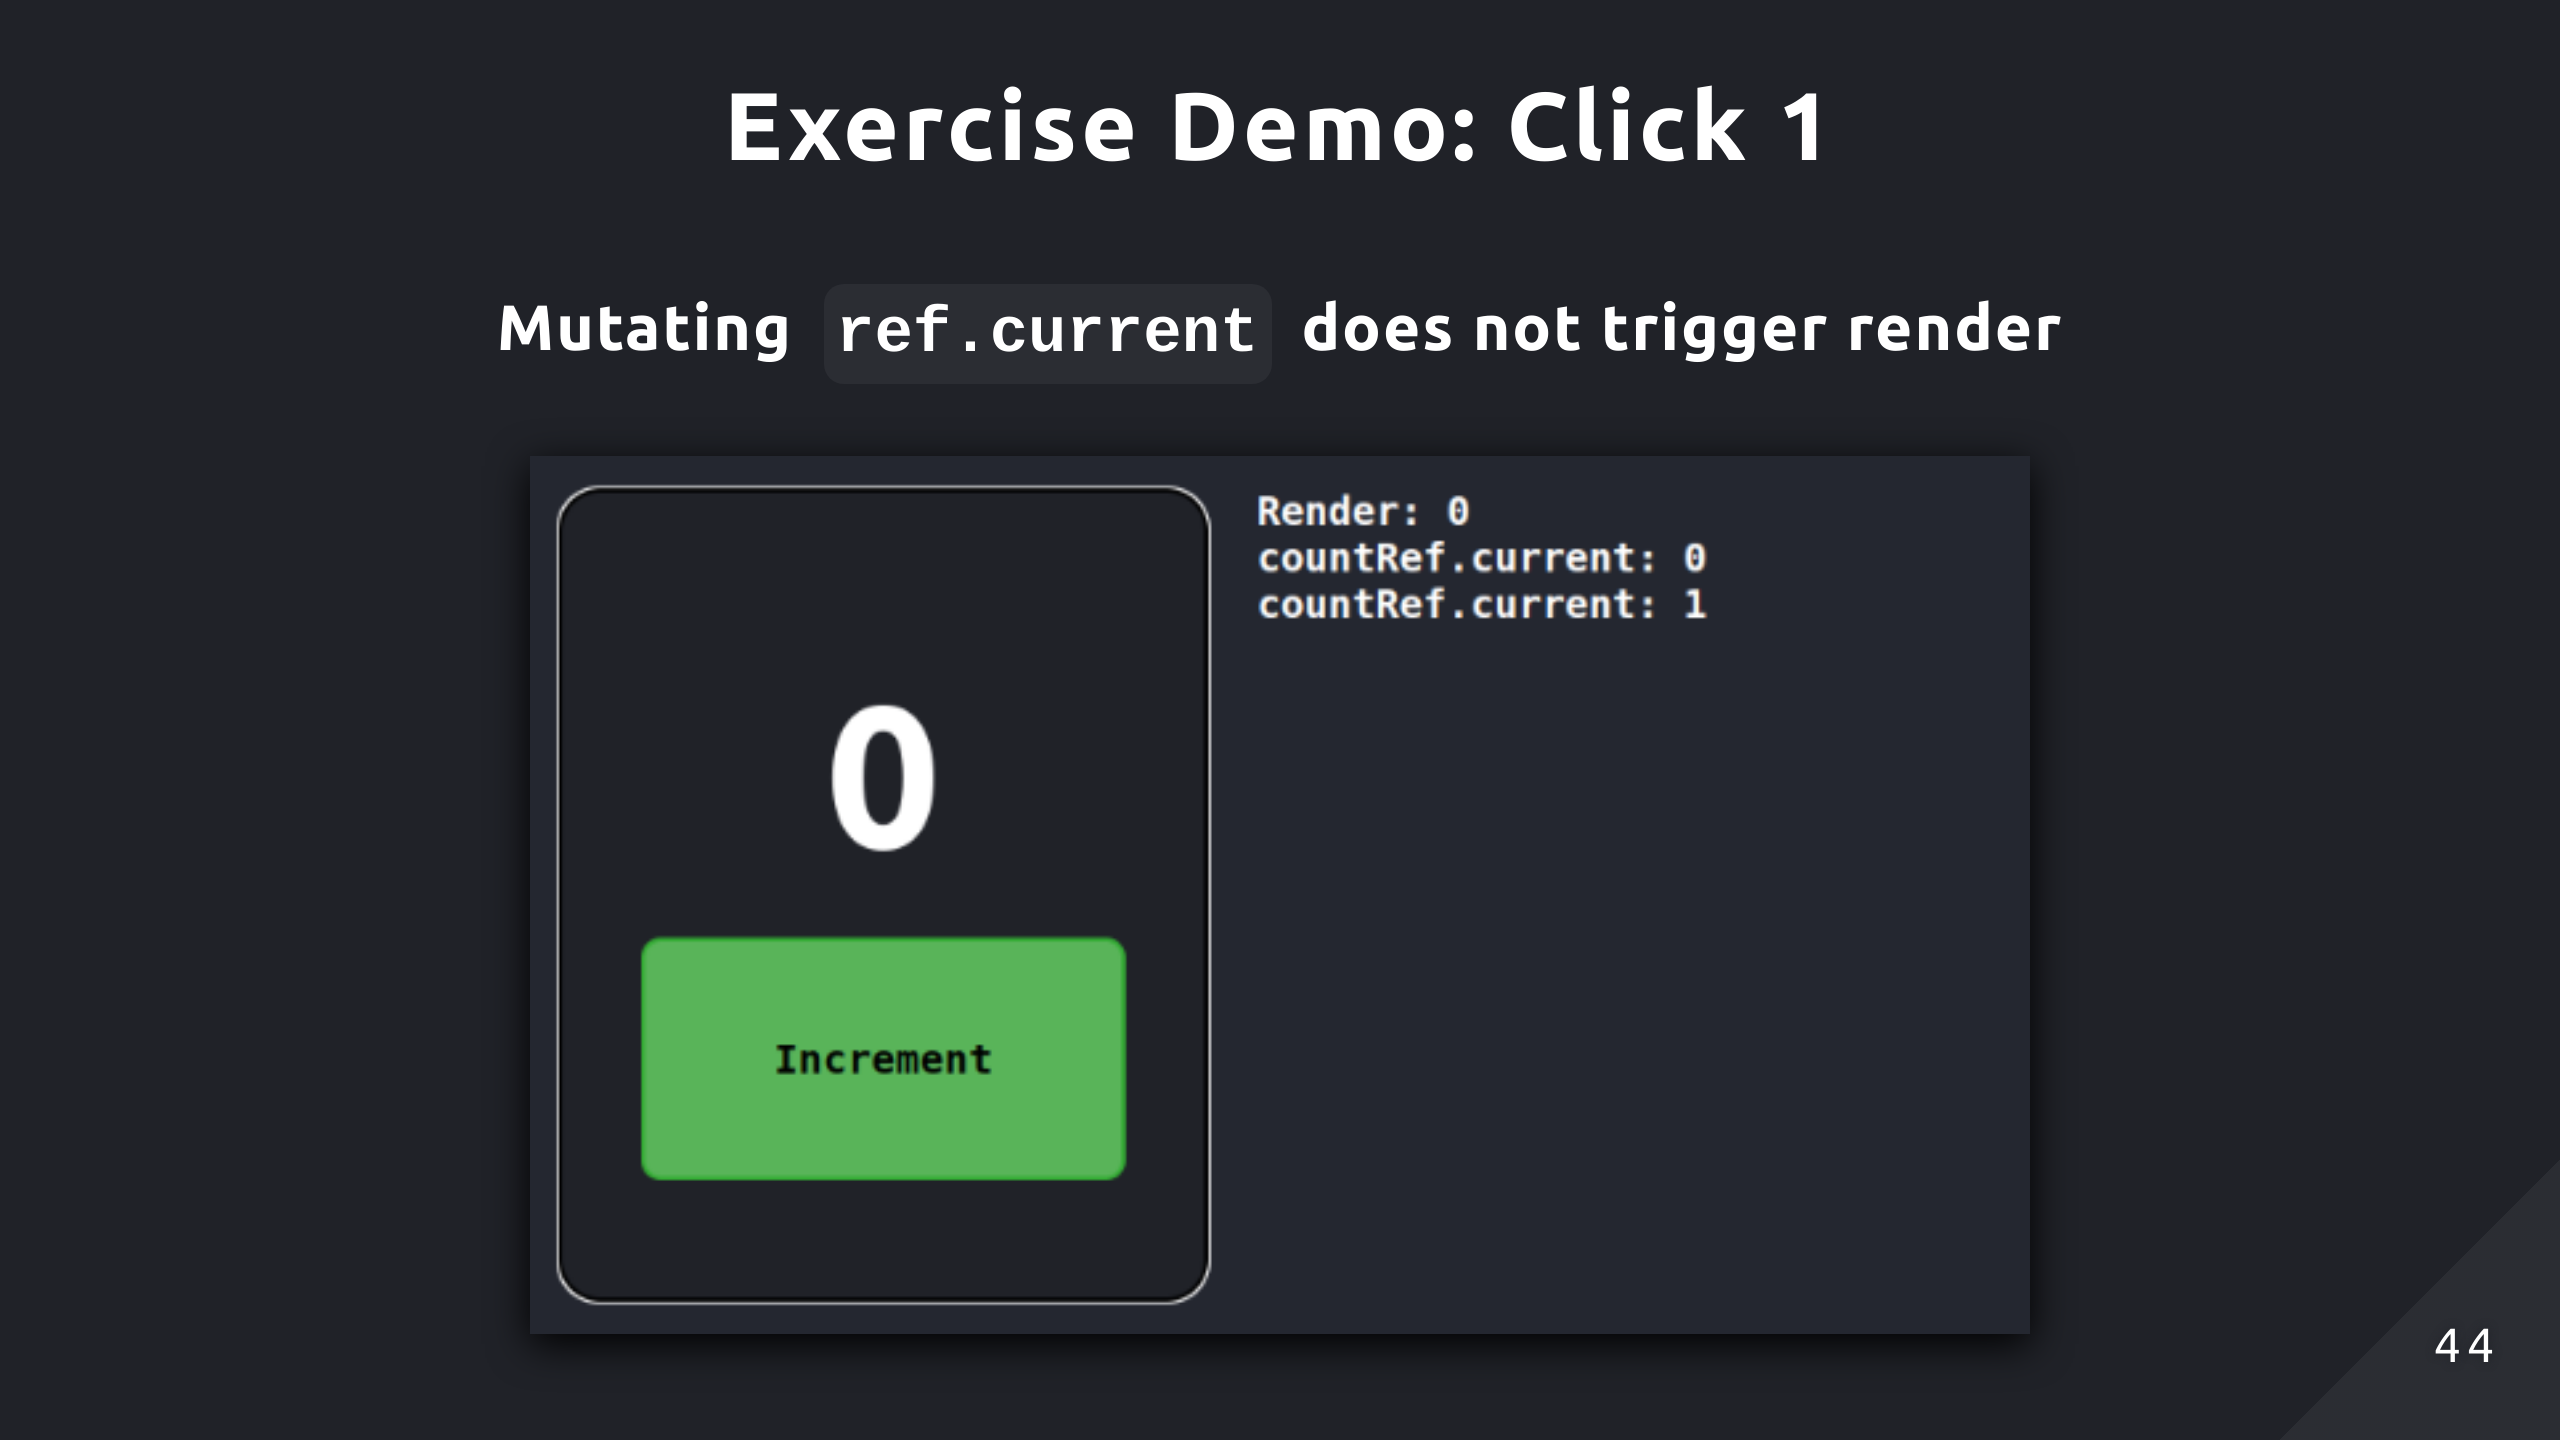 Exercise Demo: Click 1
Mutating ref.current does not trigger render
Render: 0
countRef.current: 0
countRef.current: 1
0
Increment
44